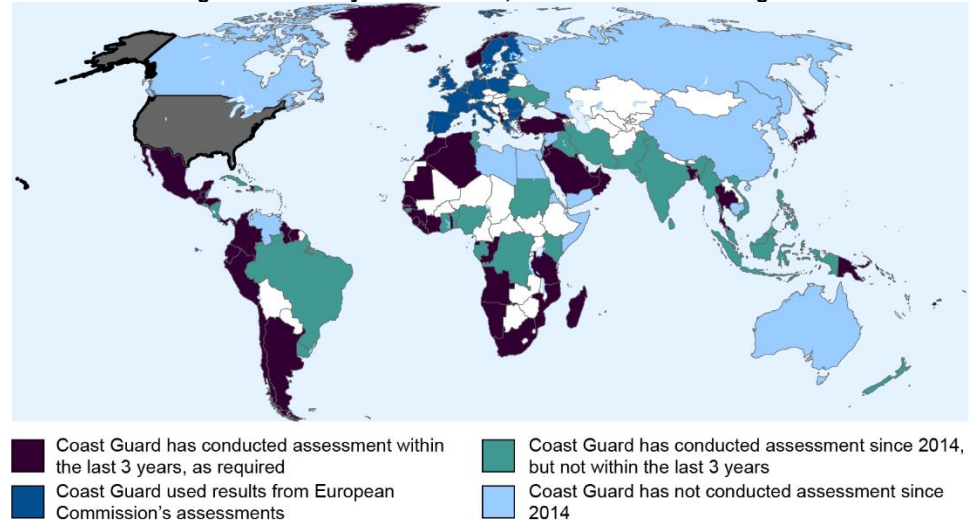 Coast Guard has conducted assessment within
the last 3 years, as required
Coast Guard used results from European
Commission's assessments
Coast Guard has conducted assessment since 2014,
but not within the last 3 years
Coast Guard has not conducted assessment since
2014